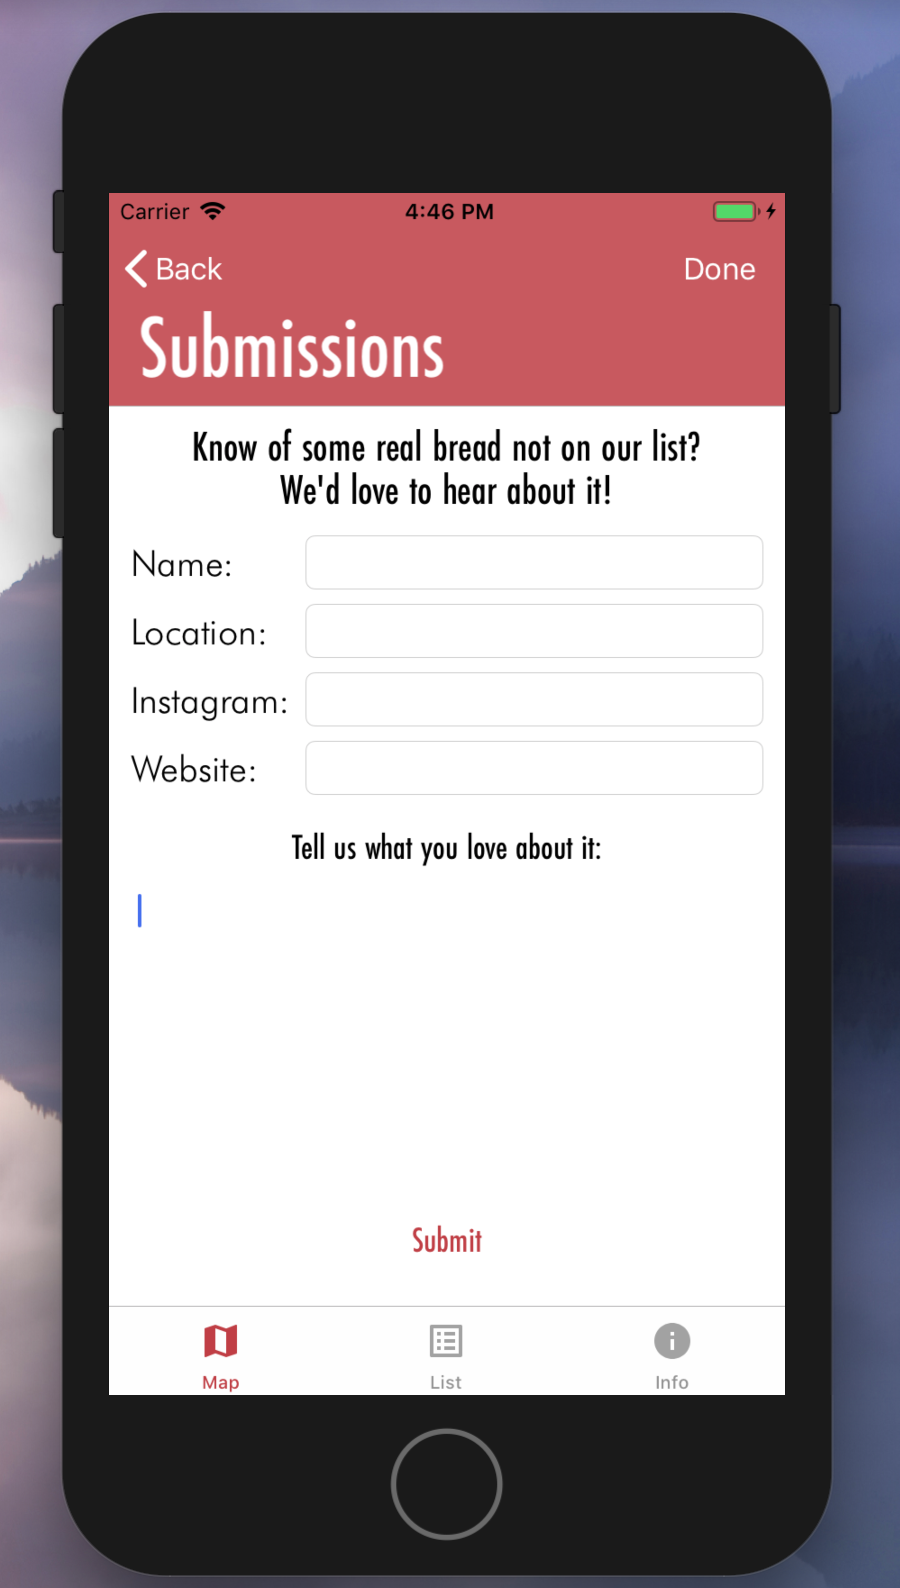 Carrier 4:46 PM
Back Done
Submissions
Know of some real bread not on our list?
We'd love to hear about it!
Name:
Location:
Instagram:
Website:
Tell us what you love about it:
Submit
Map List Info